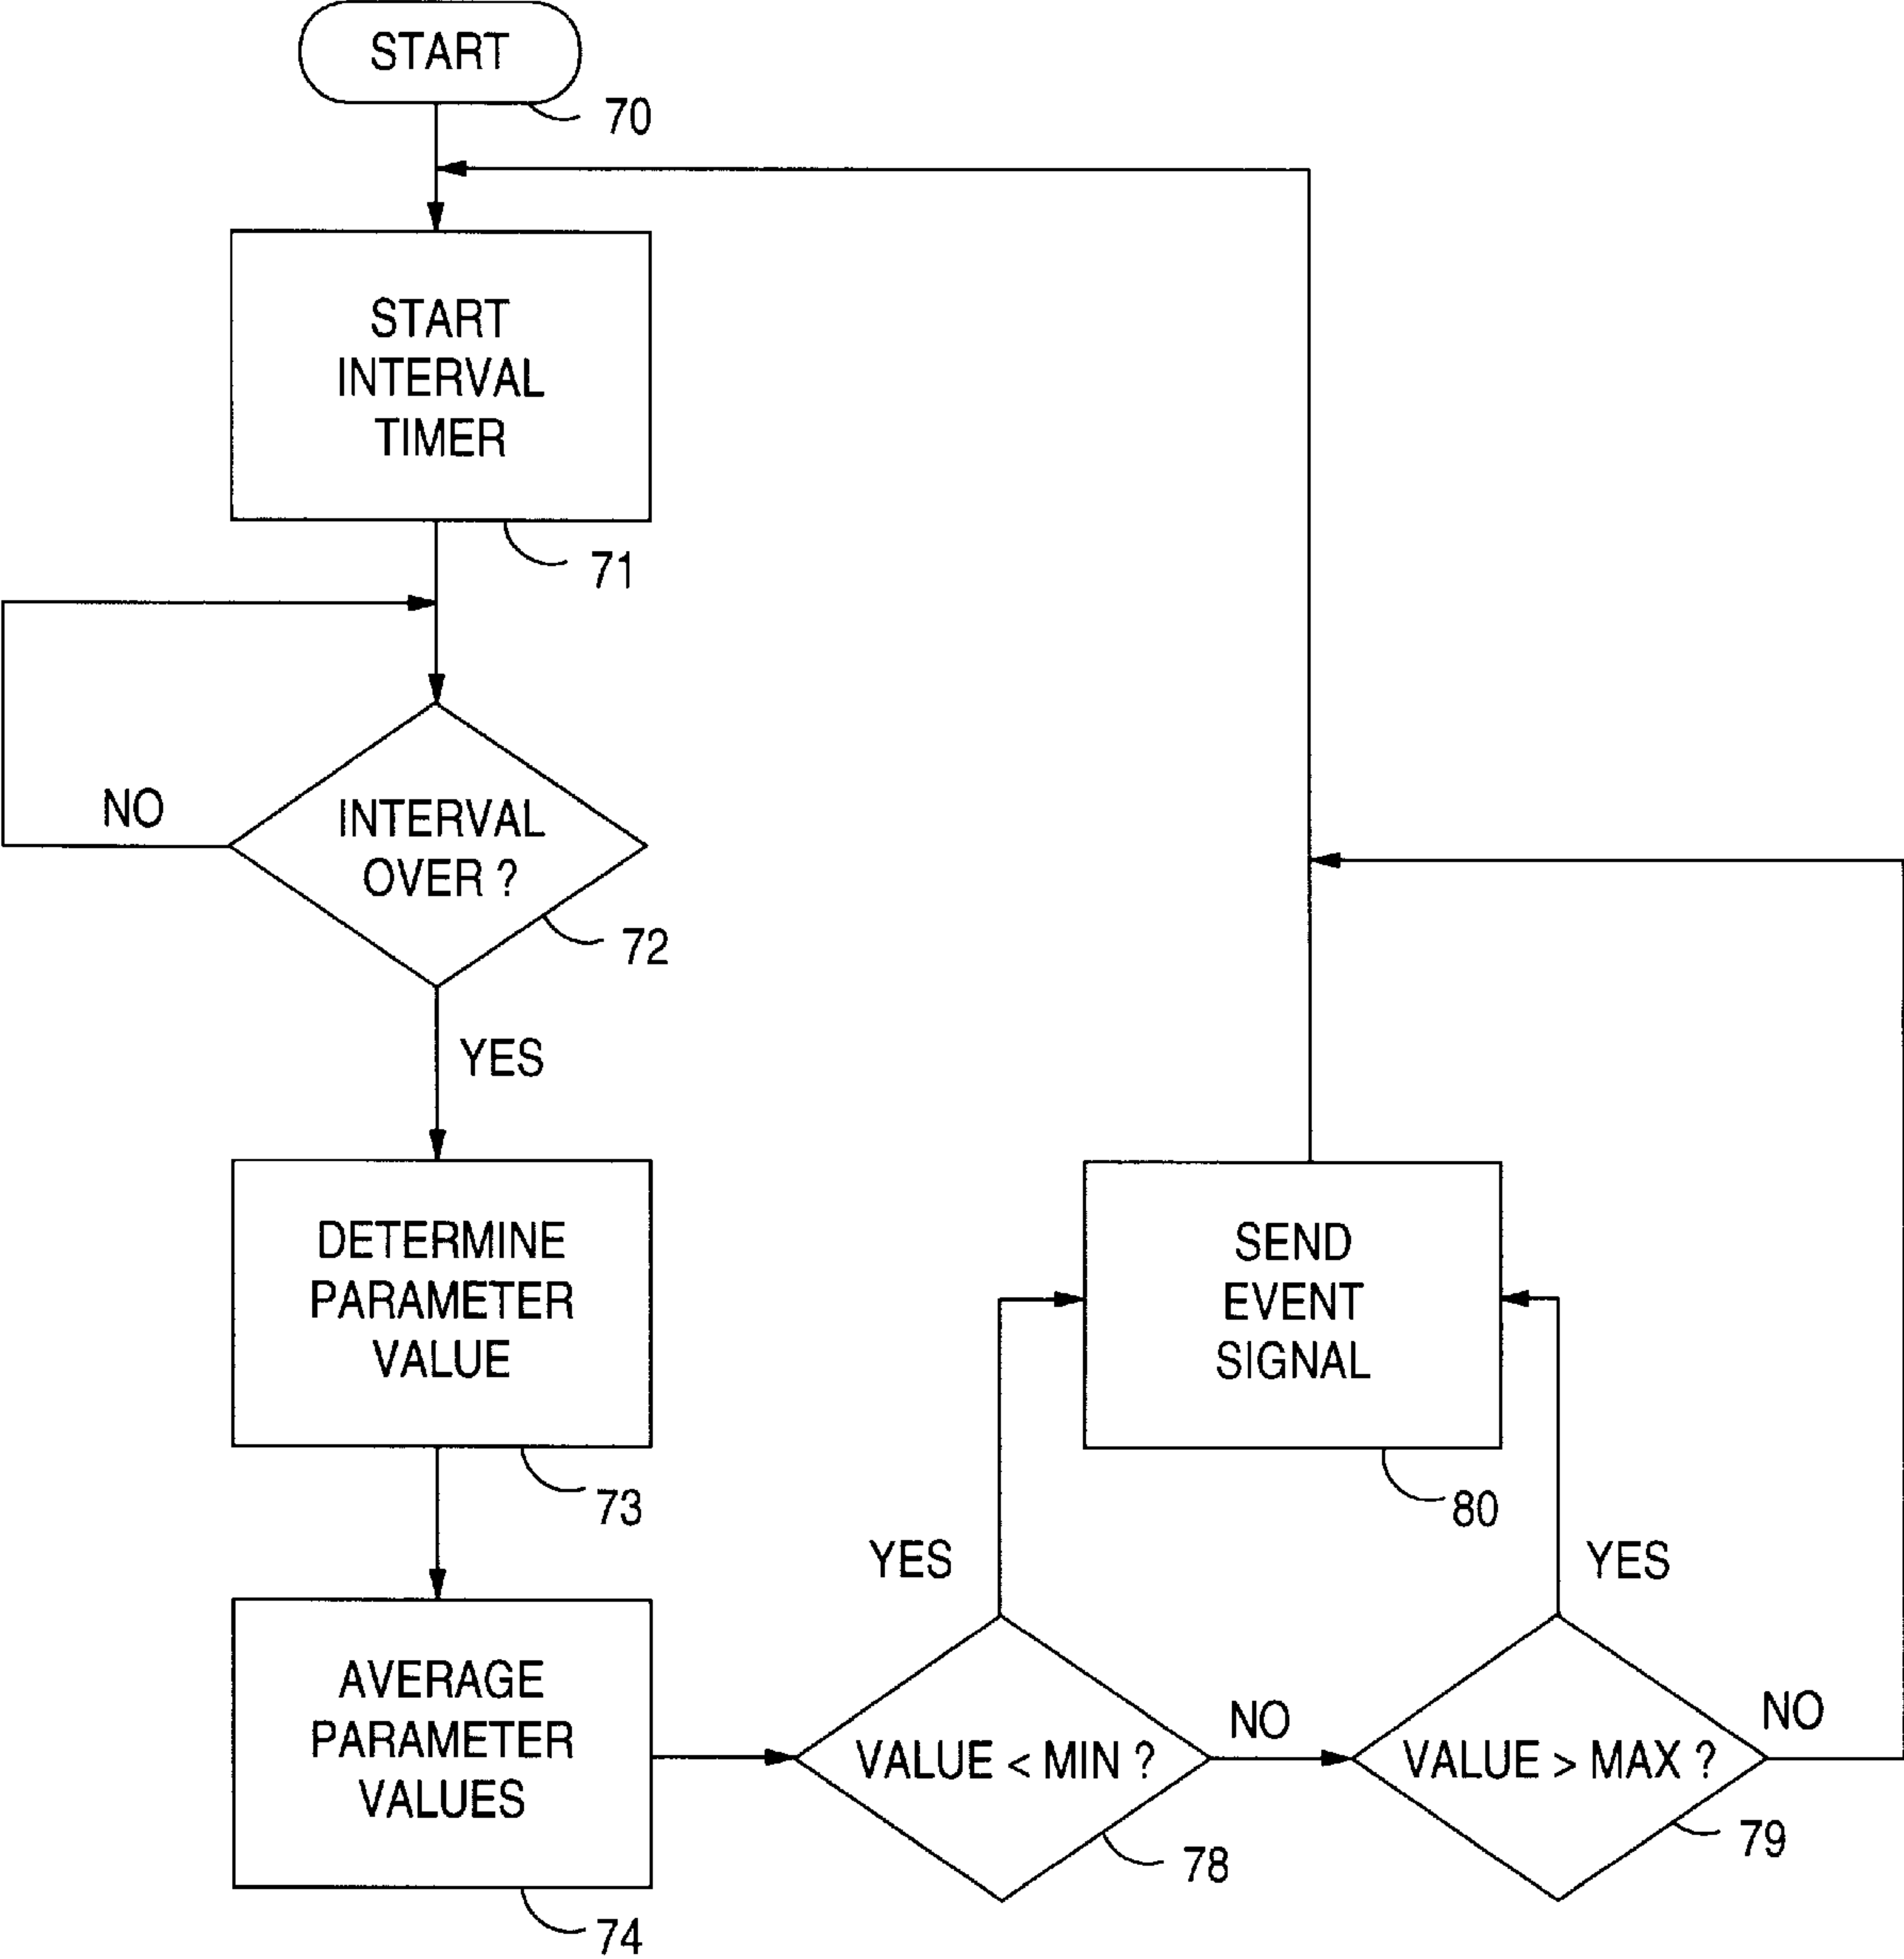 START
70
START
INTERVAL
TIMER
71
NO
INTERVAL
OVER ?
72
YES
DETERMINE
PARAMETER
VALUE
73
AVERAGE
PARAMETER
VALUES
74
SEND
EVENT
SIGNAL
80
YES
YES
VALUE < MIN ?
NO
78
VALUE > MAX ?
NO
79